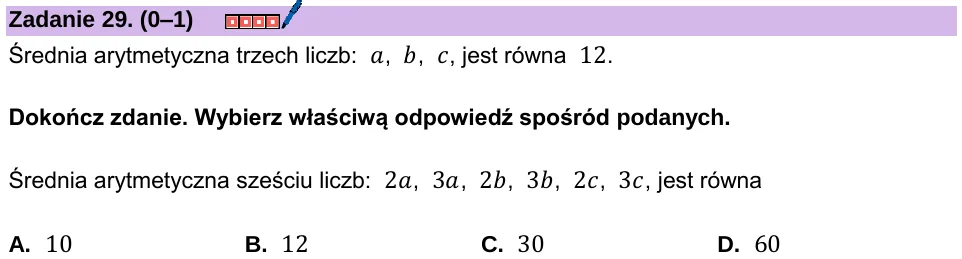 Zadanie 29. (0–1)
Średnia arytmetyczna trzech liczb: a, b, c, jest równa 12.
Dokończ zdanie. Wybierz właściwą odpowiedź spośród podanych.
Średnia arytmetyczna sześciu liczb: 2a, 3a, 2b, 3b, 2c, 3c, jest równa
A. 10 B. 12 C. 30 D. 60